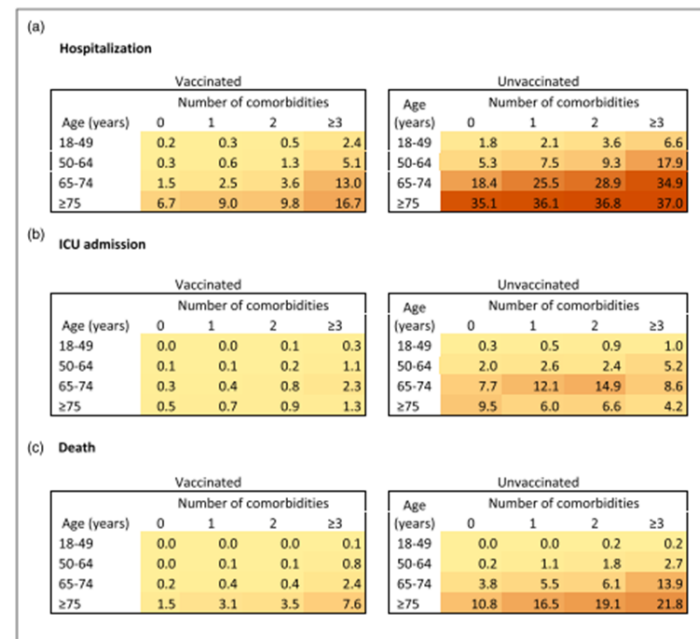 (a)
Hospitalization
Vaccinated Unvaccinated
Number of comorbidities Age Number of comorbidities
Age (years) 0 1 2 ≥3 (years) 0 1 2 ≥3
18-49 0.2 0.3 0.5 2.4 18-49 1.8 2.1 3.6 6.6
50-64 0.3 0.6 1.3 5.1 50-64 5.3 7.5 9.3 17.9
65-74 1.5 2.5 3.6 13.0 65-74 18.4 25.5 28.9 34.9
≥75 6.7 9.0 9.8 16.7 ≥75 35.1 36.1 36.8 37.0
(b)
ICU admission
Vaccinated Unvaccinated
Number of comorbidities Age Number of comorbidities
Age (years) 0 1 2 ≥3 (years) 0 1 2 ≥3
18-49 0.0 0.0 0.1 0.3 18-49 0.3 0.5 0.9 1.0
50-64 0.1 0.1 0.2 1.1 50-64 2.0 2.6 2.4 5.2
65-74 0.3 0.4 0.8 2.3 65-74 7.7 12.1 14.9 8.6
≥75 0.5 0.7 0.9 1.3 ≥75 9.5 6.0 6.6 4.2
(c) Death
Vaccinated Unvaccinated
Number of comorbidities Age Number of comorbidities
Age (years) 0 1 2 ≥3 (years) 0 1 2 ≥3
18-49 0.0 0.0 0.0 0.1 18-49 0.0 0.0 0.2 0.2
50-64 0.0 0.1 0.1 0.8 50-64 0.2 1.1 1.8 2.7
65-74 0.2 0.4 0.4 2.4 65-74 3.8 5.5 6.1 13.9
≥75 1.5 3.1 3.5 7.6 ≥75 10.8 16.5 19.1 21.8